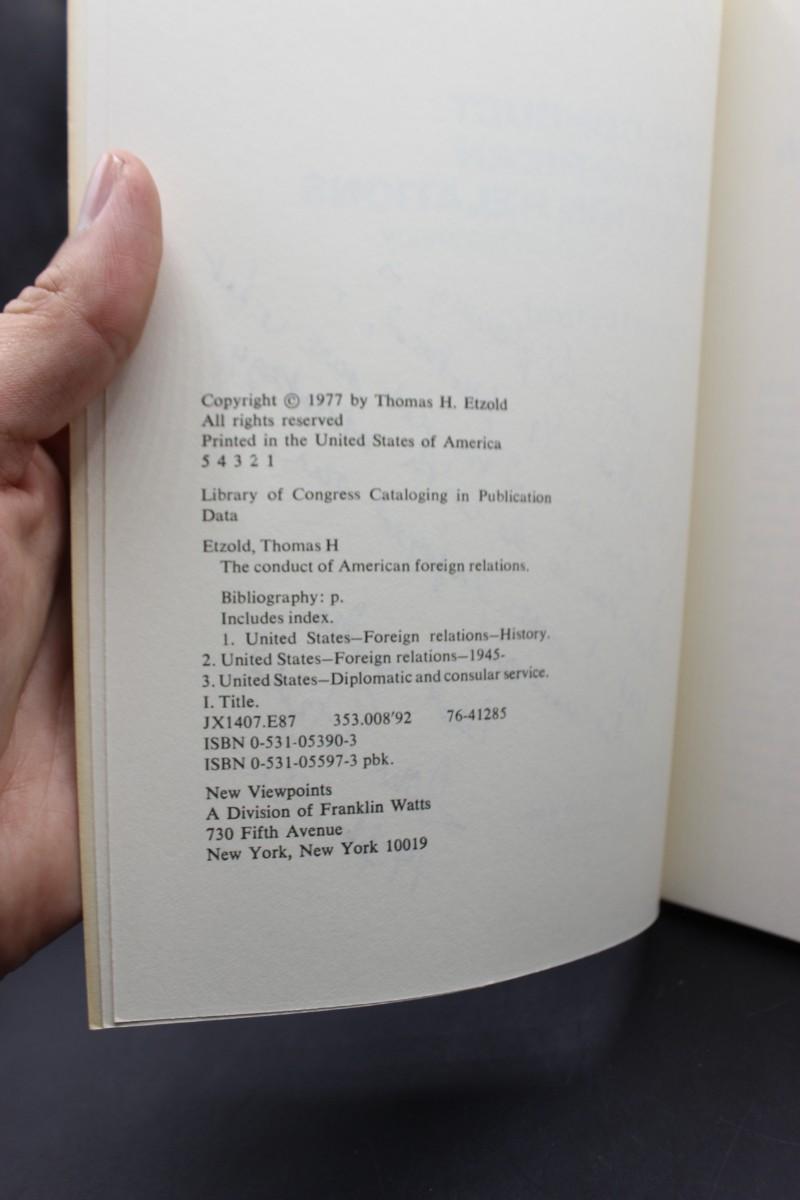 Copyright © 1977 by Thomas H. Etzold
All rights reserved
Printed in the United States of America
5 4 3 2 1
Library of Congress Cataloging in Publication
Data
Etzold, Thomas H
The conduct of American foreign relations.
Bibliography: p.
Includes index.
1. United States—Foreign relations—History.
2. United States—Foreign relations—1945-
3. United States—Diplomatic and consular service.
I. Title.
JX1407.E87 353.008'92 76-41285
ISBN 0-531-05390-3
ISBN 0-531-05597-3 pbk.
New Viewpoints
A Division of Franklin Watts
730 Fifth Avenue
New York, New York 10019